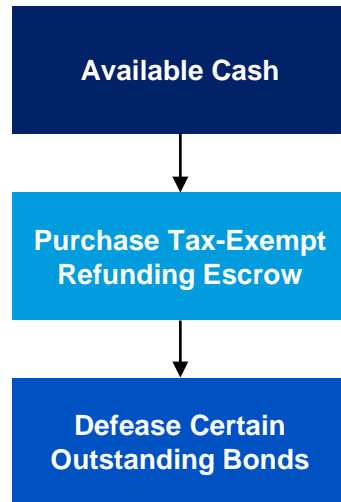 Available Cash
Purchase Tax-Exempt
Refunding Escrow
Defease Certain
Outstanding Bonds